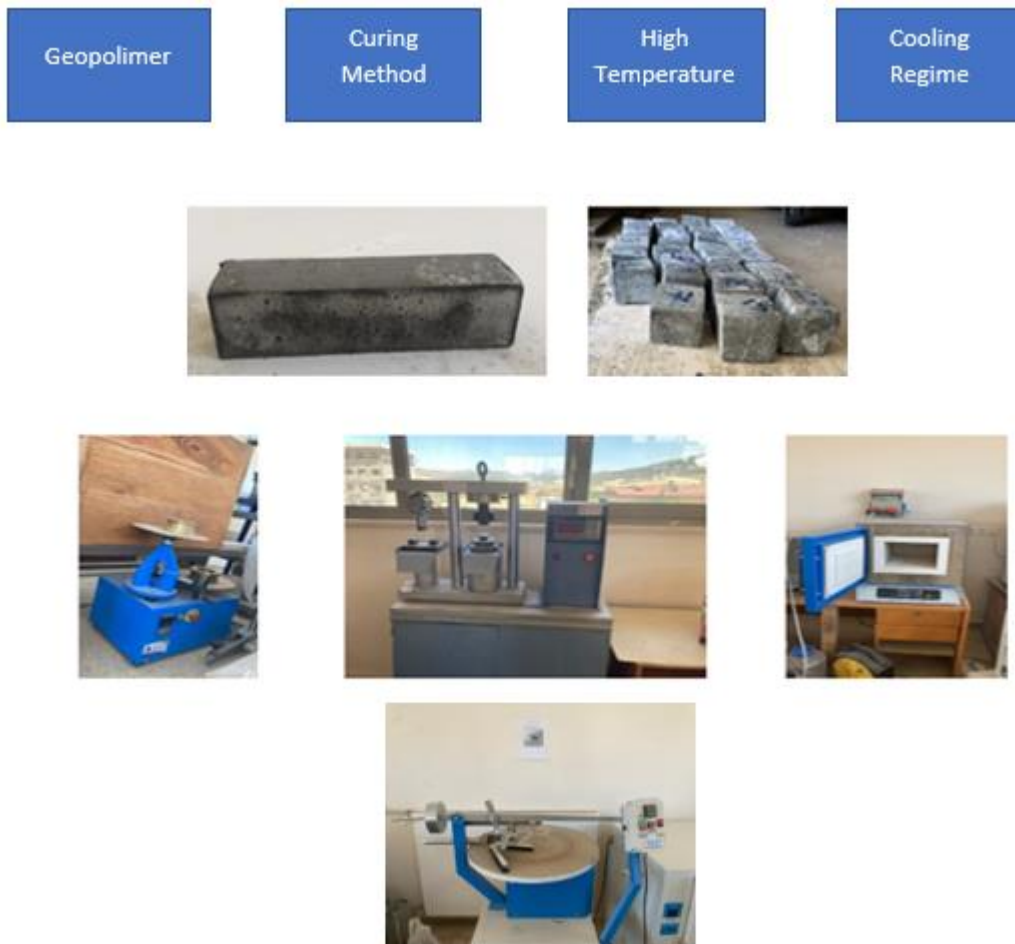 Geopolimer
Curing
Method
High
Temperature
Cooling
Regime